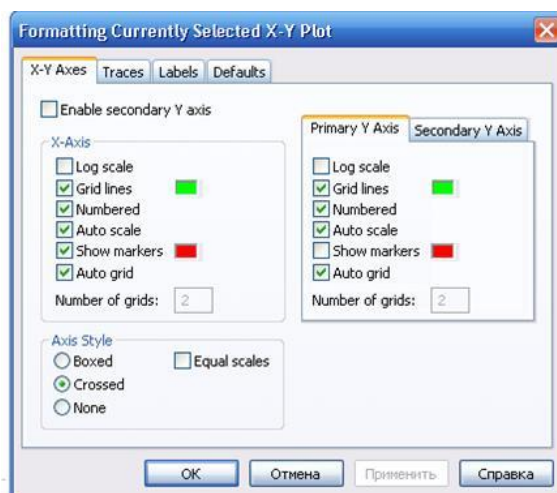 Formatting Currently Selected X-Y Plot
X-Y Axes Traces Labels Defaults
Enable secondary Y axis
X-Axis
Log scale
Grid lines
Numbered
Auto scale
Show markers
Auto grid
Number of grids: 2
Primary Y Axis Secondary Y Axis
Log scale
Grid lines
Numbered
Auto scale
Show markers
Auto grid
Number of grids: 2
Axis Style
Boxed
Equal scales
Crossed
None
OK Отмена Применить Справка